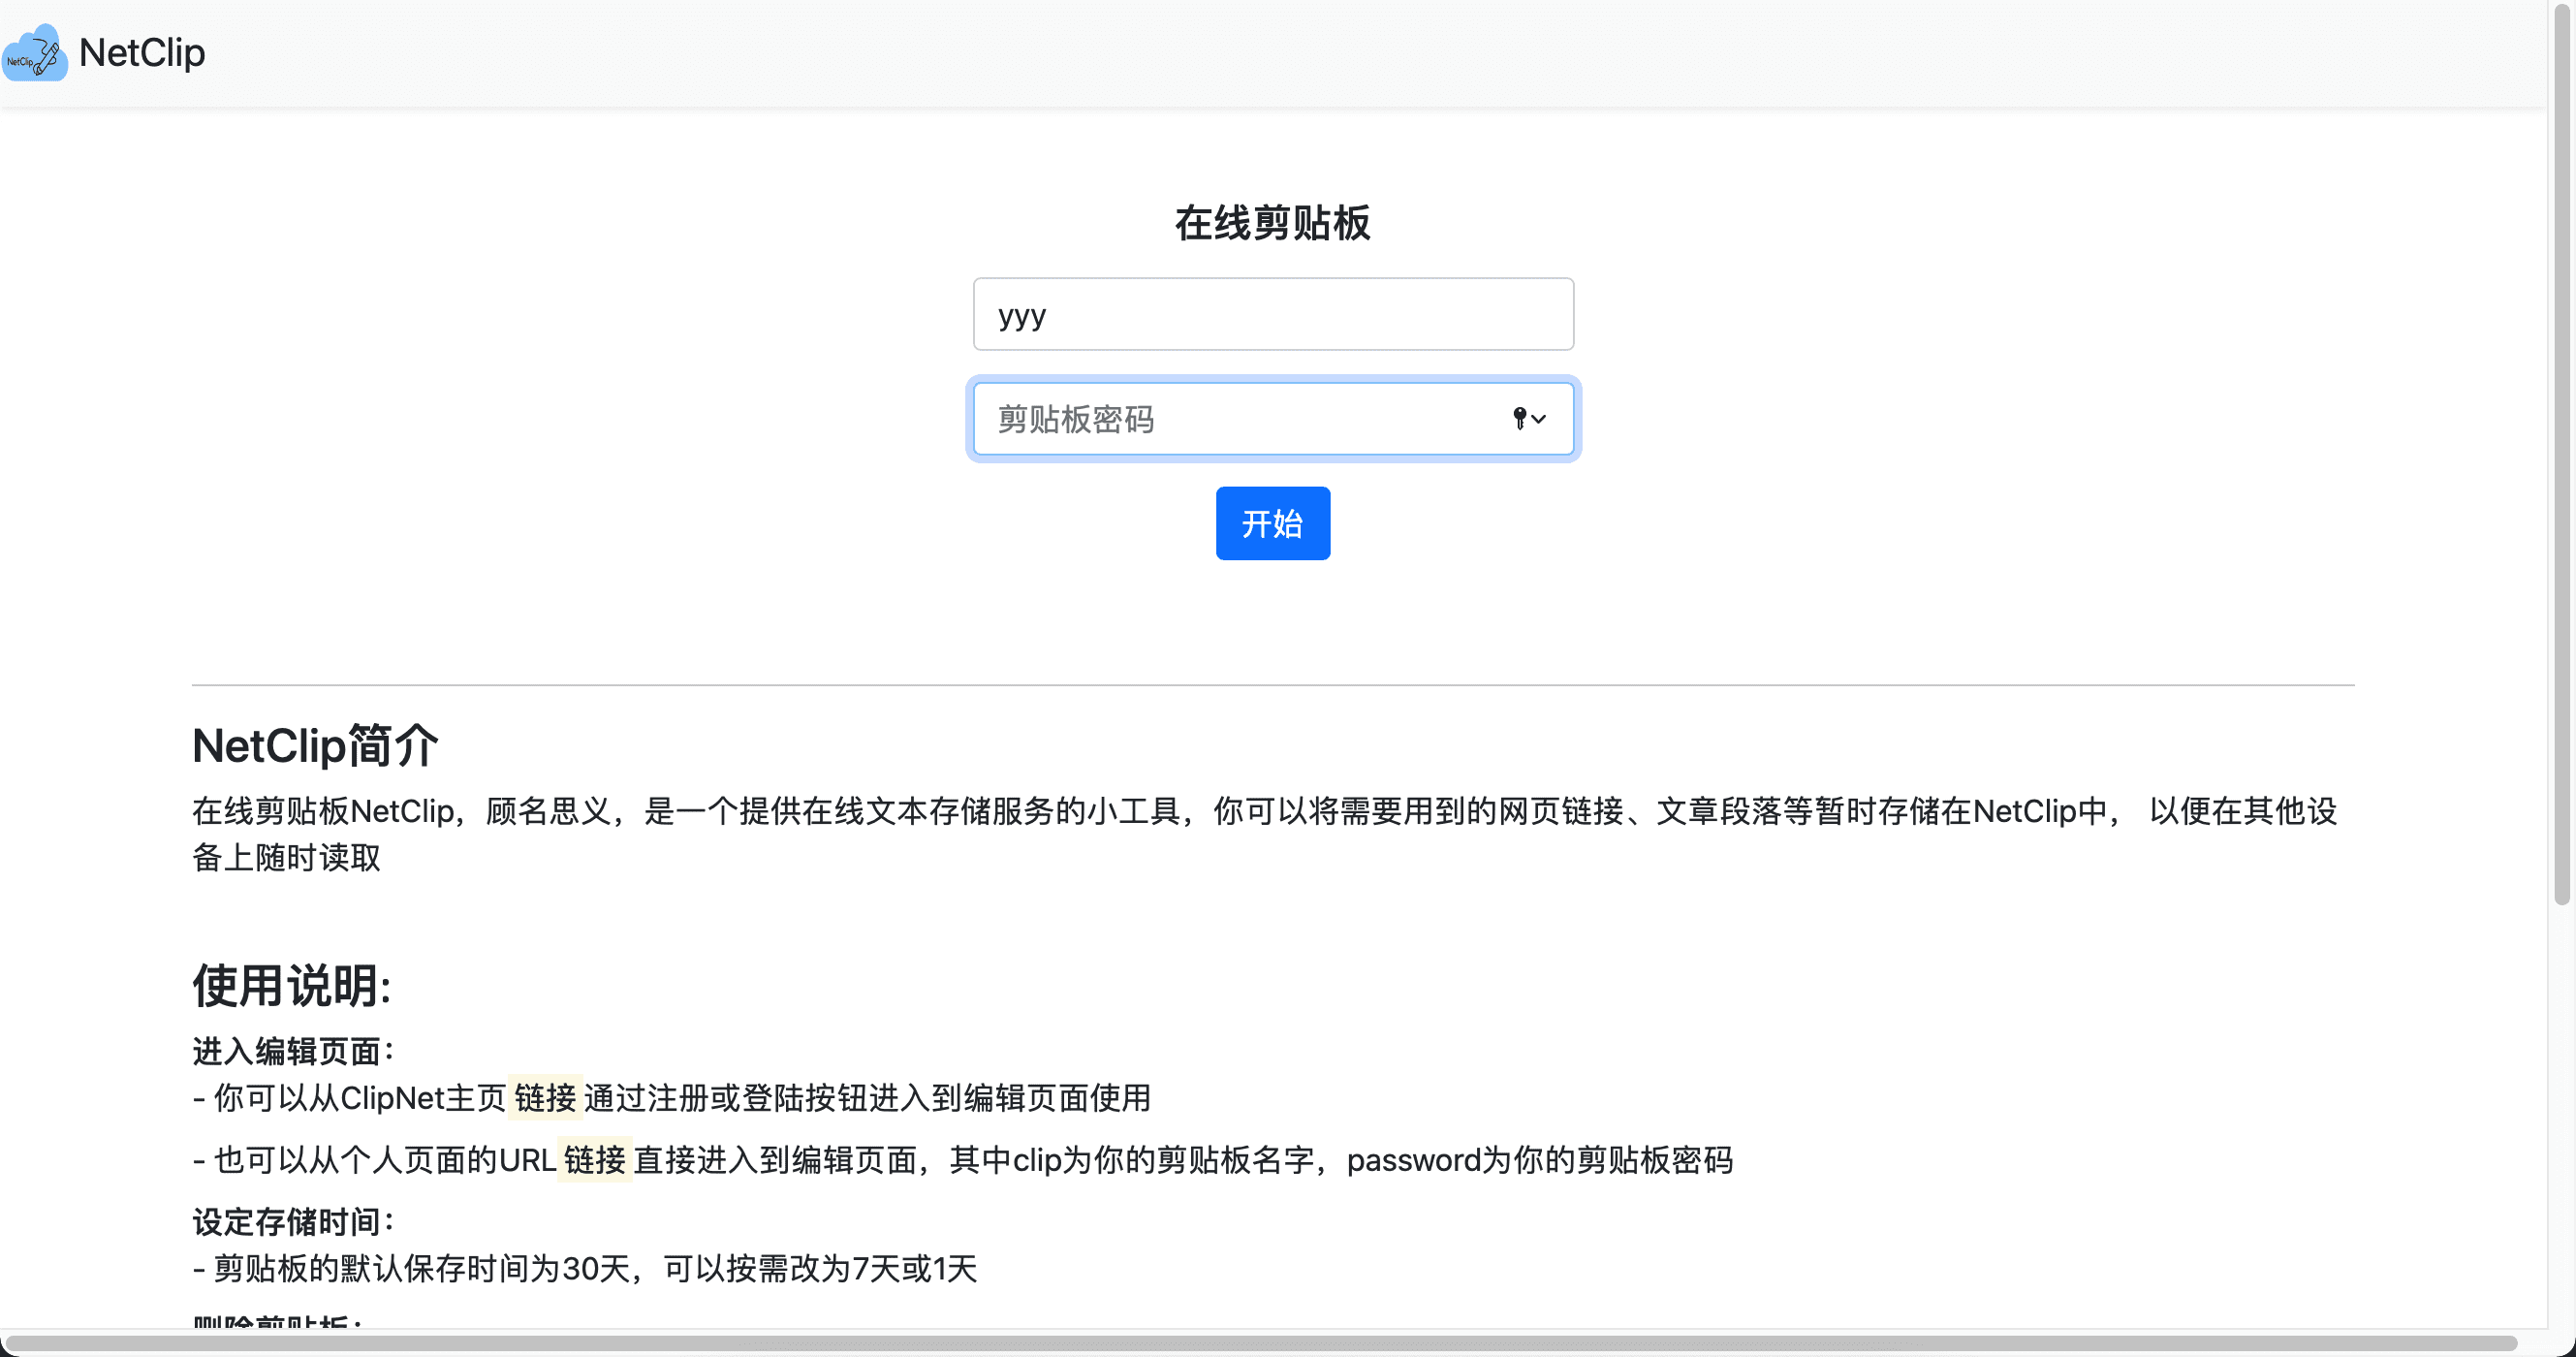 NetClip NetClip
在线剪贴板
yyy
剪贴板密码
开始
NetClip简介
在线剪贴板NetClip，顾名思义，是一个提供在线文本存储服务的小工具，你可以将需要用到的网页链接、文章段落等暂时存储在NetClip中， 以便在其他设
备上随时读取
使用说明:
进入编辑页面：
- 你可以从ClipNet主页 链接 通过注册或登陆按钮进入到编辑页面使用
- 也可以从个人页面的URL 链接 直接进入到编辑页面，其中clip为你的剪贴板名字，password为你的剪贴板密码
设定存储时间：
- 剪贴板的默认保存时间为30天，可以按需改为7天或1天
删除剪贴板：